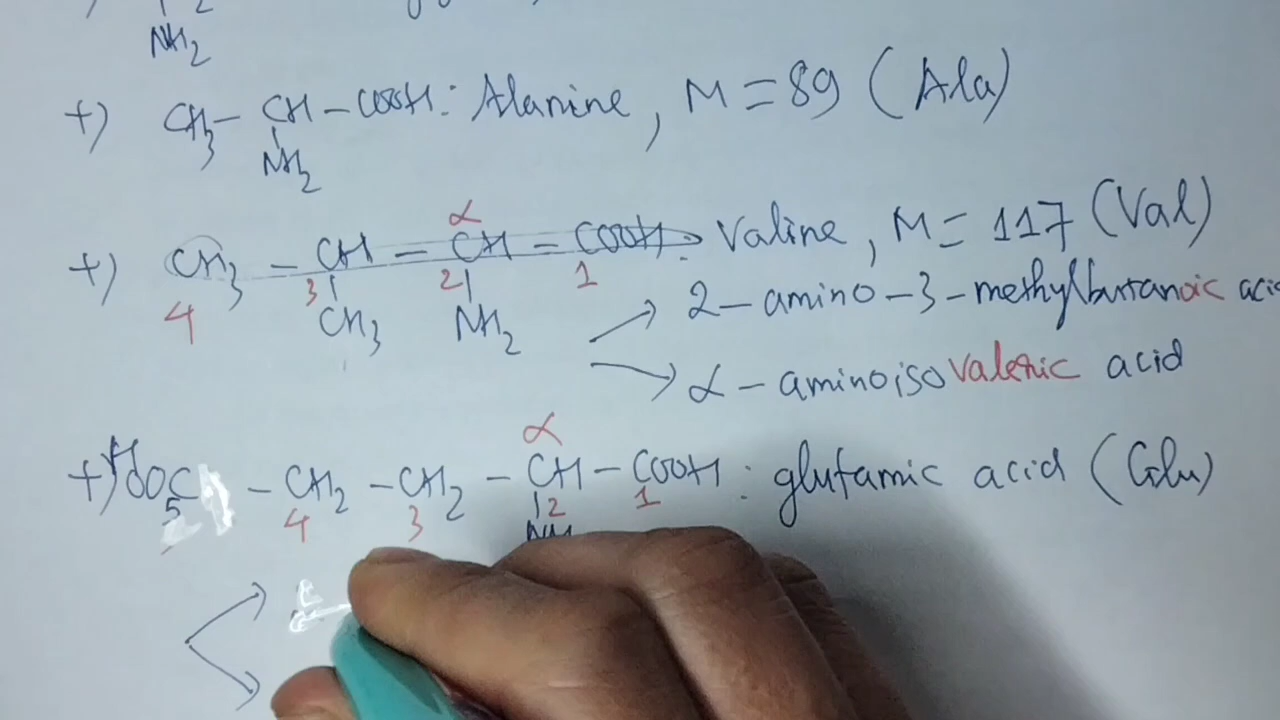 NH2
+) CH3 - CH - COOH: Alanine, M = 89 (Ala)
NH2
α
+) CH3 - CH - CH - COOH: Valine, M = 117 (Val)
4 3 2 1
CH3 NH2
2-amino-3-methylbutanoic acid
α-aminoisovaleric acid
α
+) HOOC - CH2 - CH2 - CH - COOH: glutamic acid (Glu)
5 4 3 2 1